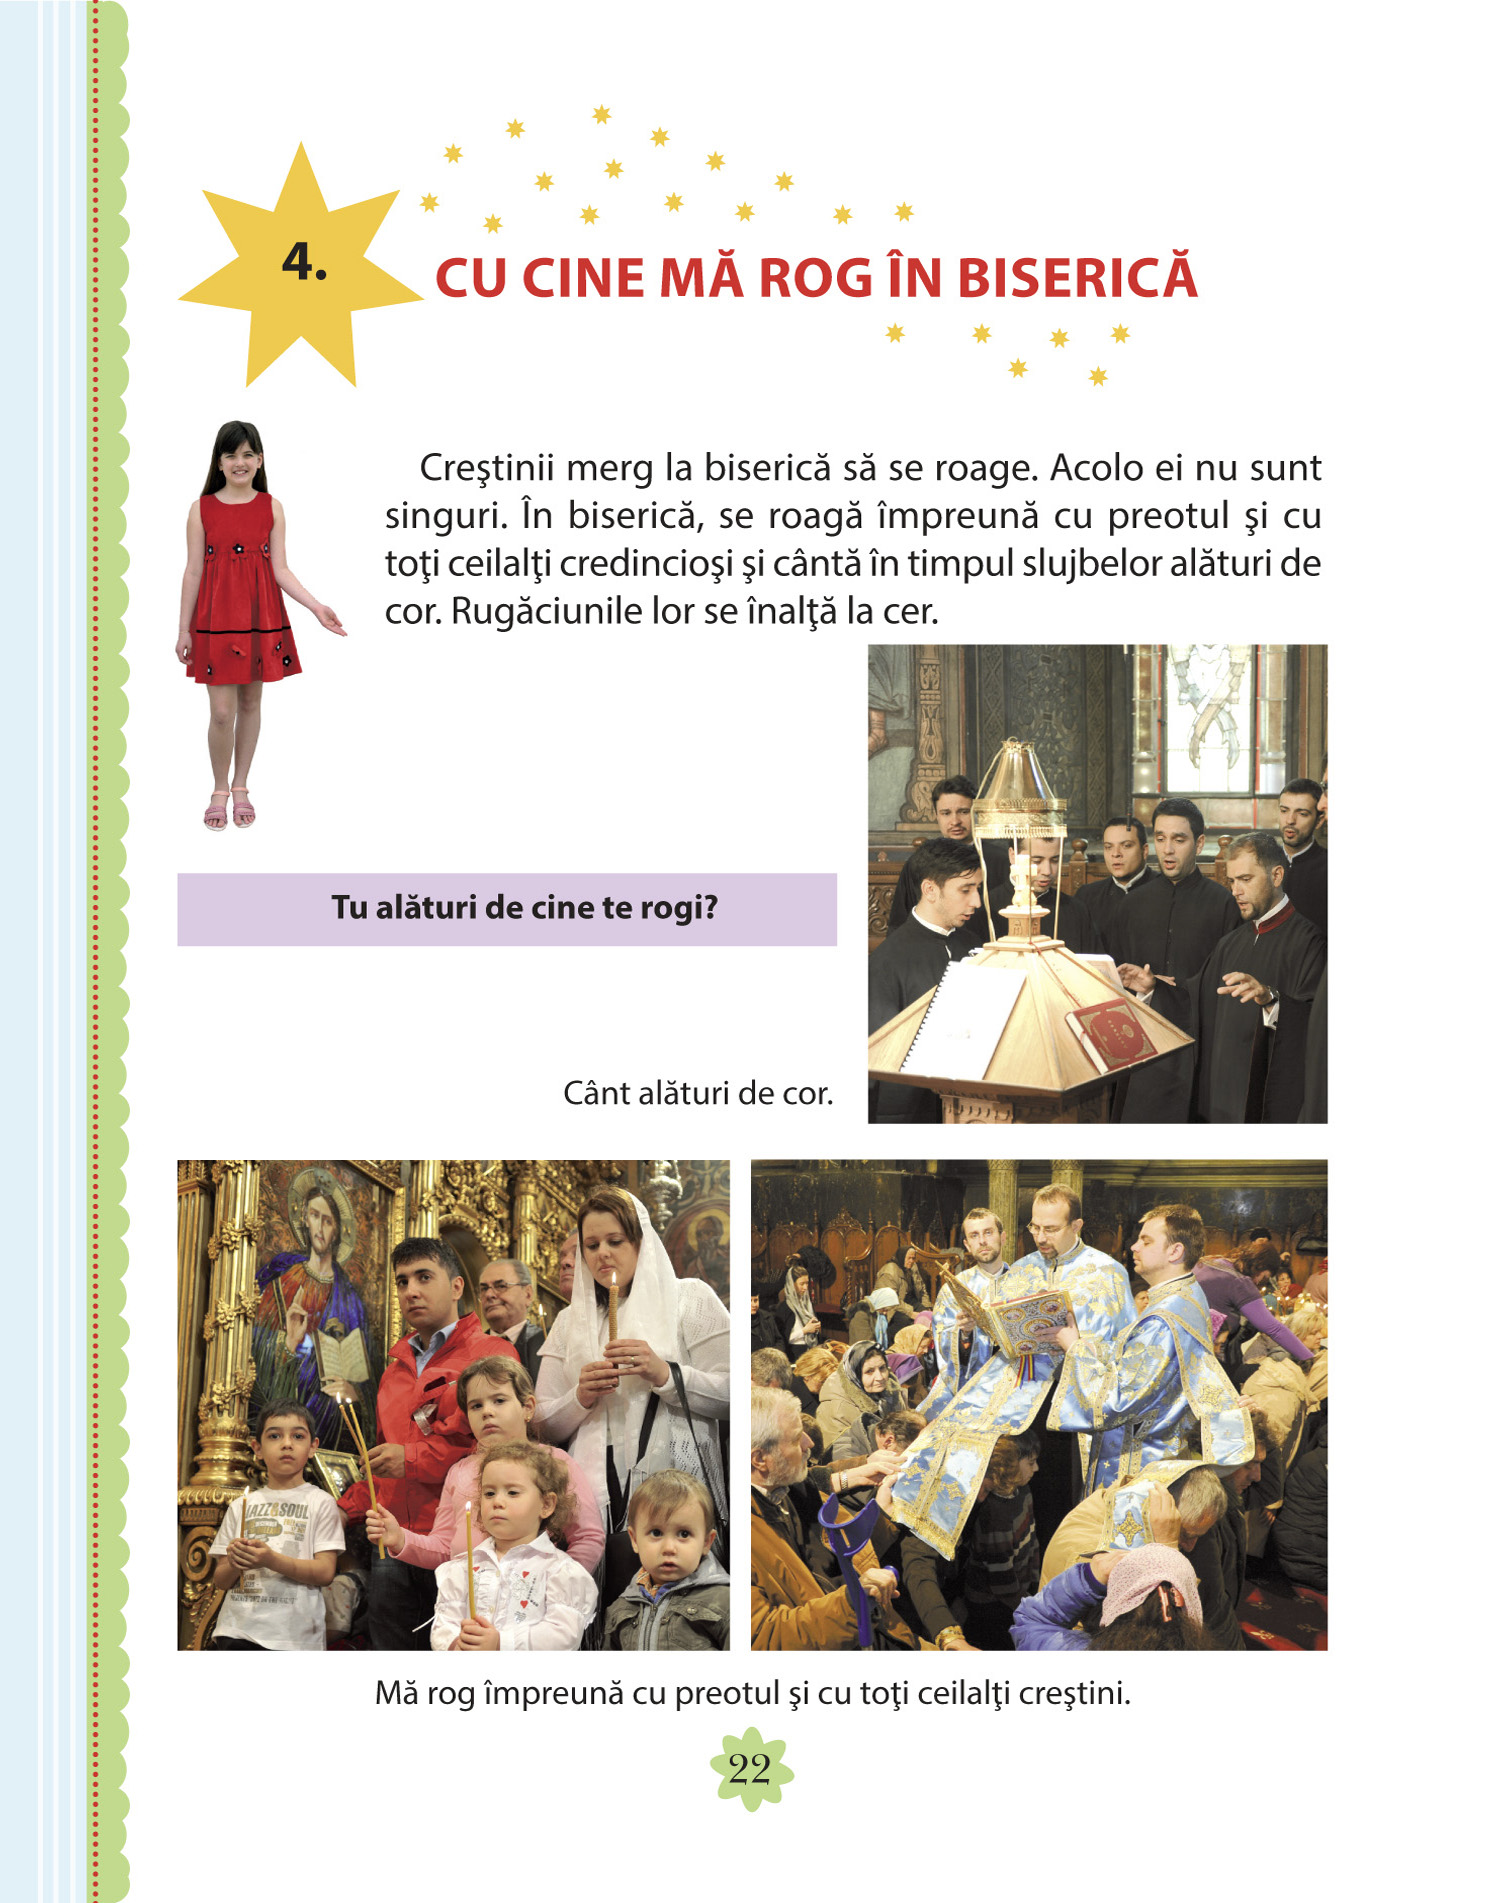 4.
CU CINE MĂ ROG ÎN BISERICĂ
Creştinii merg la biserică să se roage. Acolo ei nu sunt
singuri. În biserică, se roagă împreună cu preotul şi cu
toţi ceilalţi credincioşi şi cântă în timpul slujbelor alături de
cor. Rugăciunile lor se înalţă la cer.
Tu alături de cine te rogi?
Cânt alături de cor.
JAZZ&SOUL
Mă rog împreună cu preotul şi cu toţi ceilalţi creştini.
22